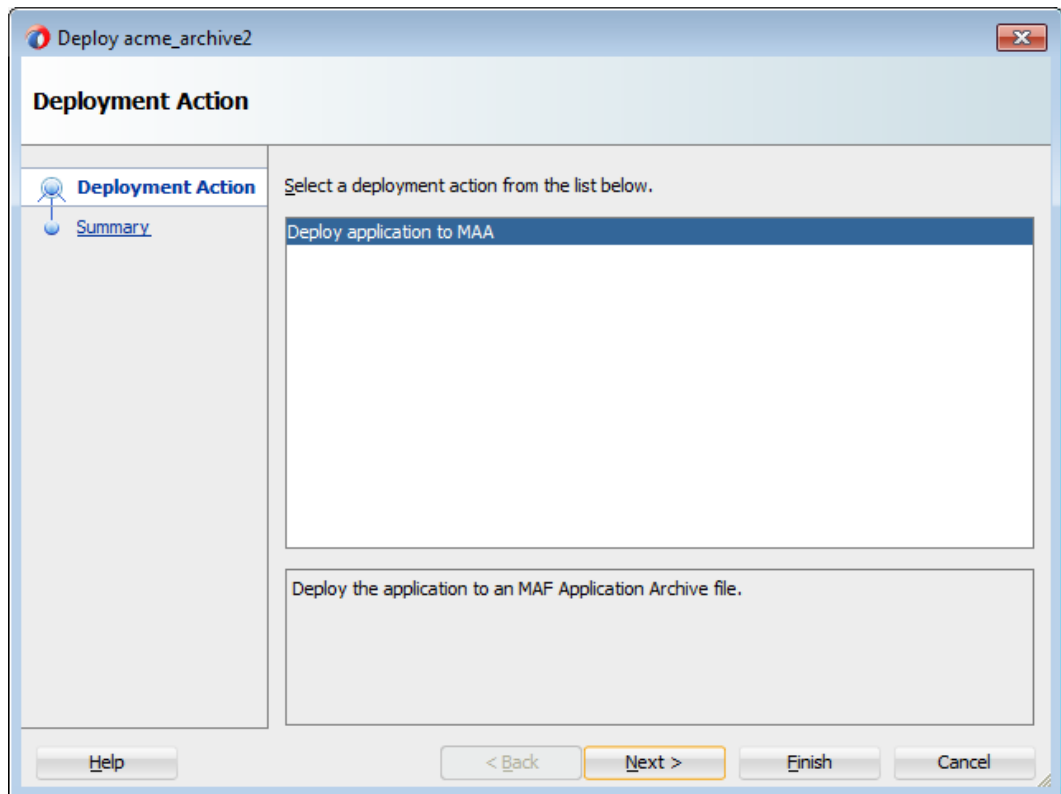 Deploy acme_archive2
Deployment Action
Deployment Action
Summary
Select a deployment action from the list below.
Deploy application to MAA
Deploy the application to an MAF Application Archive file.
Help
< Back
Next >
Finish
Cancel